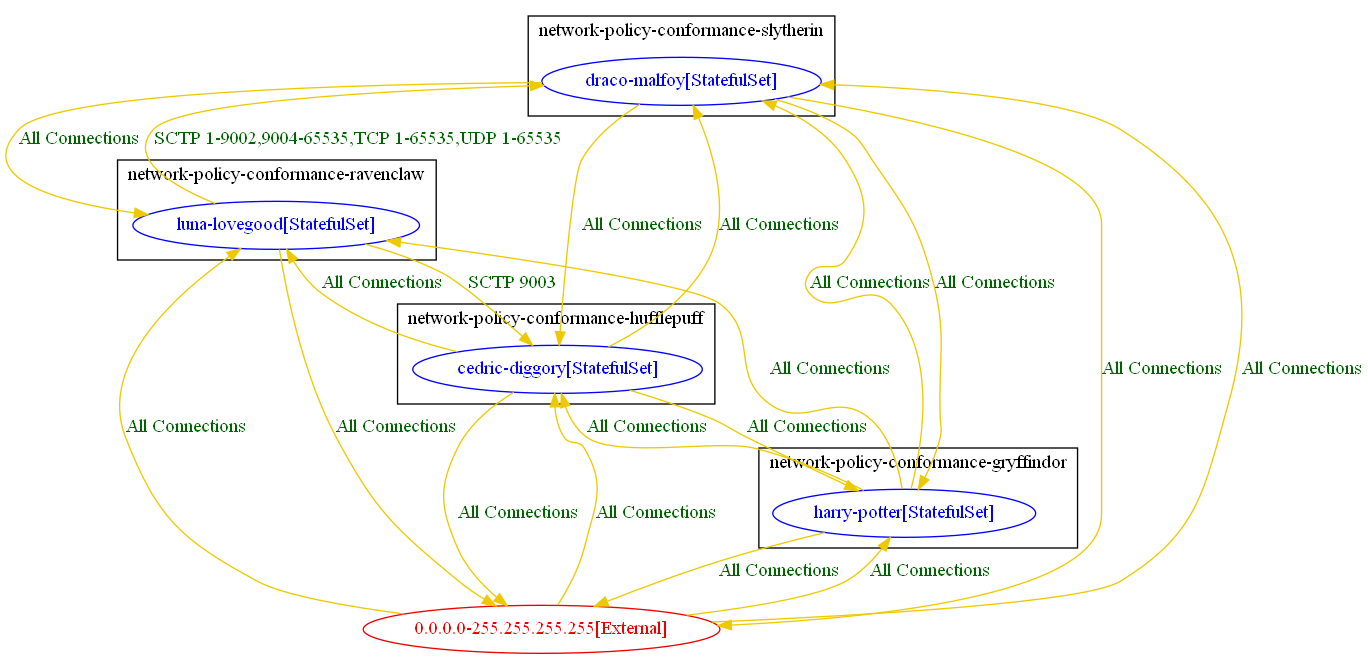 network-policy-conformance-slytherin
draco-malfoy[StatefulSet]
All Connections
SCTP 1-9002,9004-65535,TCP 1-65535,UDP 1-65535
network-policy-conformance-ravenclaw
luna-lovegood[StatefulSet]
All Connections
All Connections
All Connections
SCTP 9003
All Connections
All Connections
network-policy-conformance-hufflepuff
cedric-diggory[StatefulSet]
All Connections
All Connections
All Connections
All Connections
All Connections
All Connections
All Connections
network-policy-conformance-gryffindor
harry-potter[StatefulSet]
All Connections
All Connections
All Connections
All Connections
0.0.0.0-255.255.255.255[External]